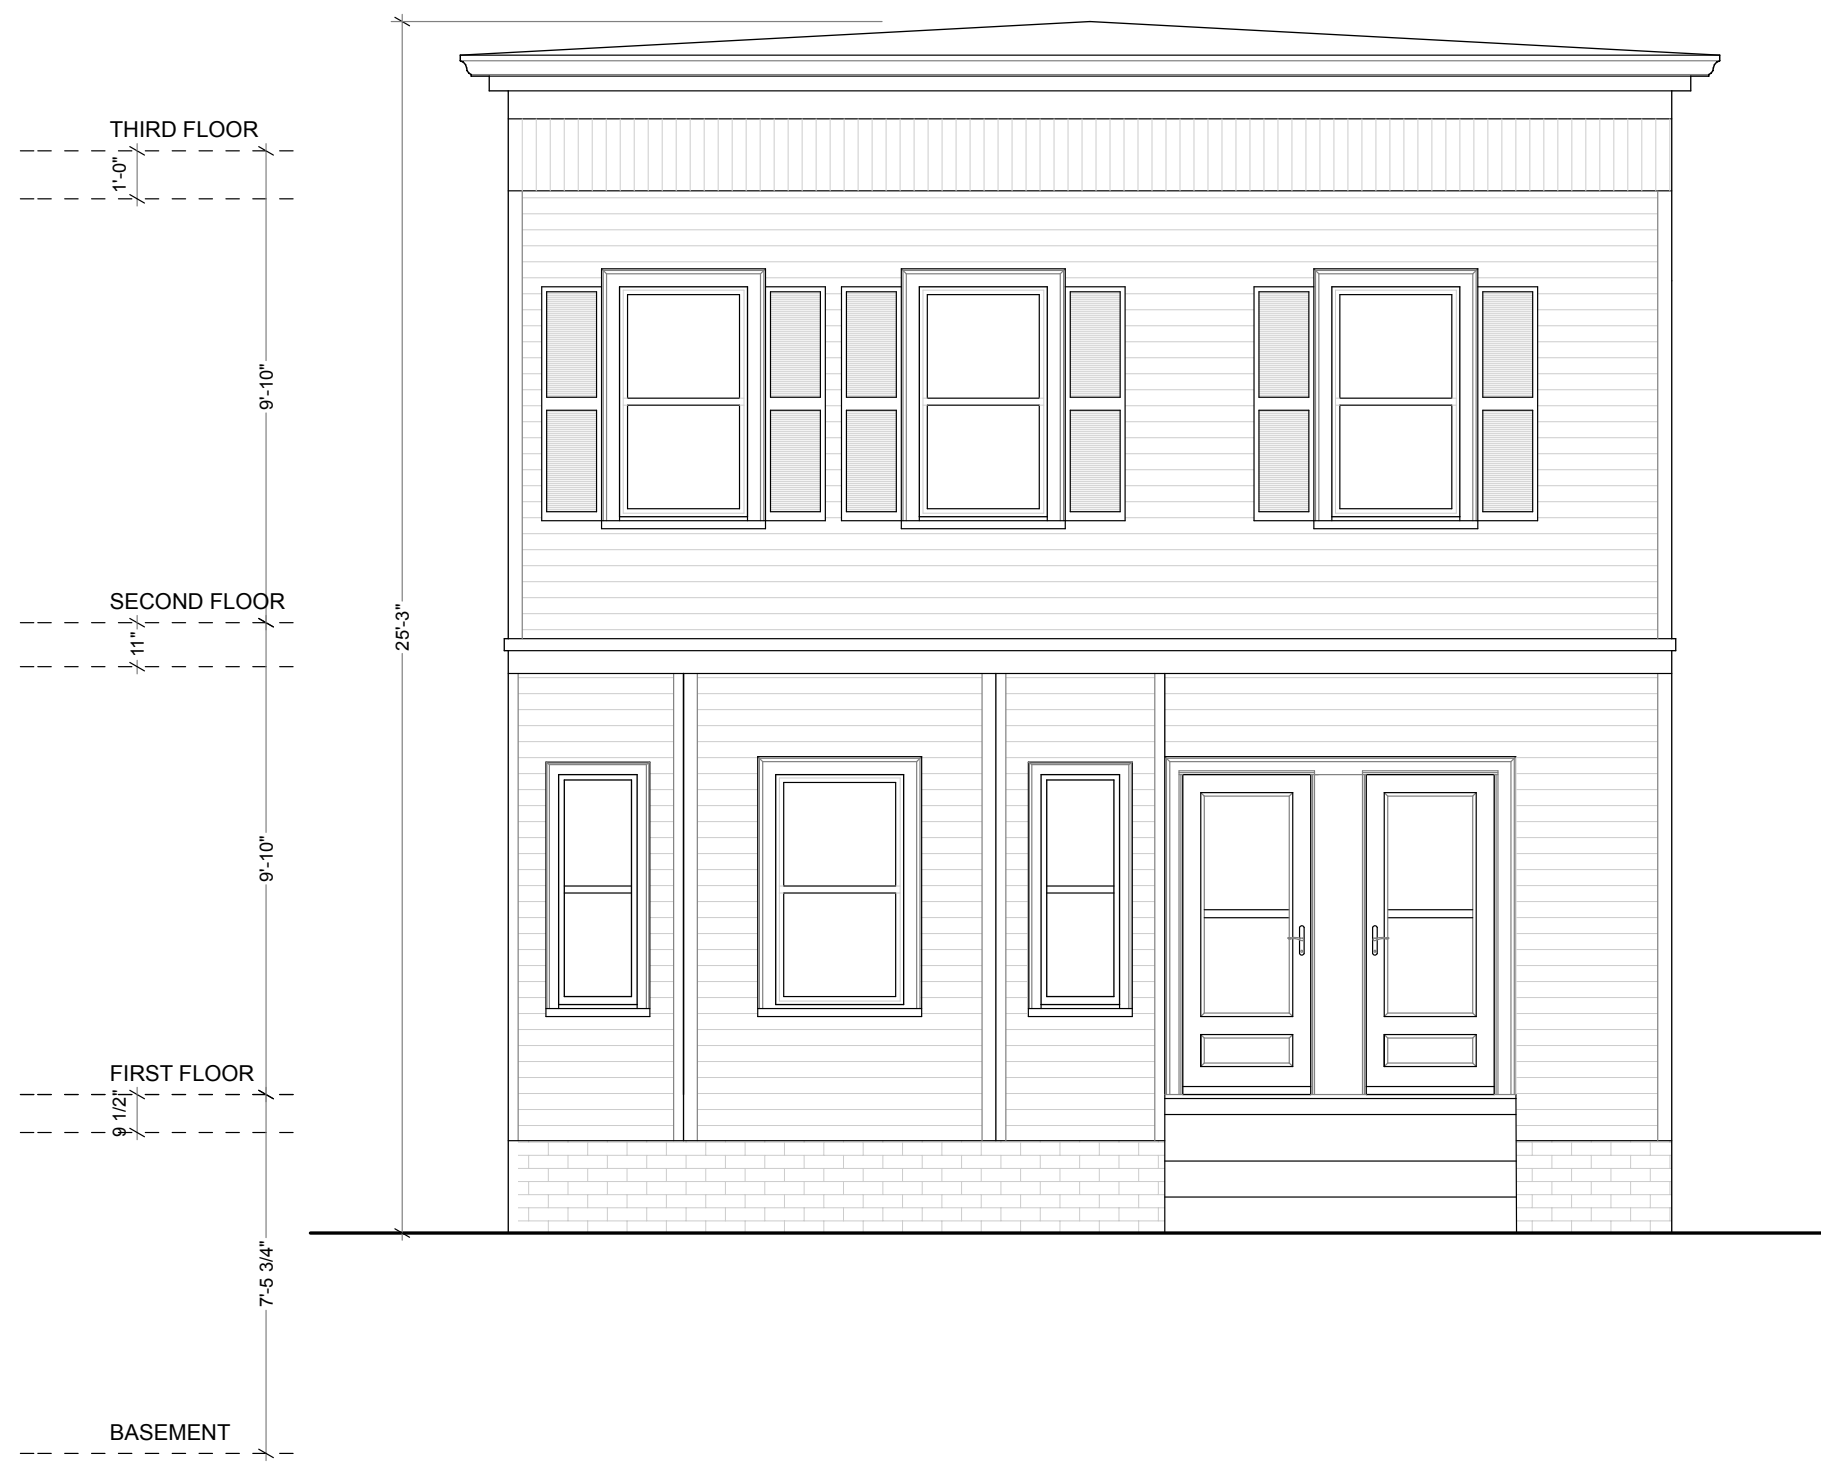 THIRD FLOOR
1'-0"
9'-10"
SECOND FLOOR
11"
25'-3"
9'-10"
FIRST FLOOR
9 1/2"
7'-5 3/4"
BASEMENT